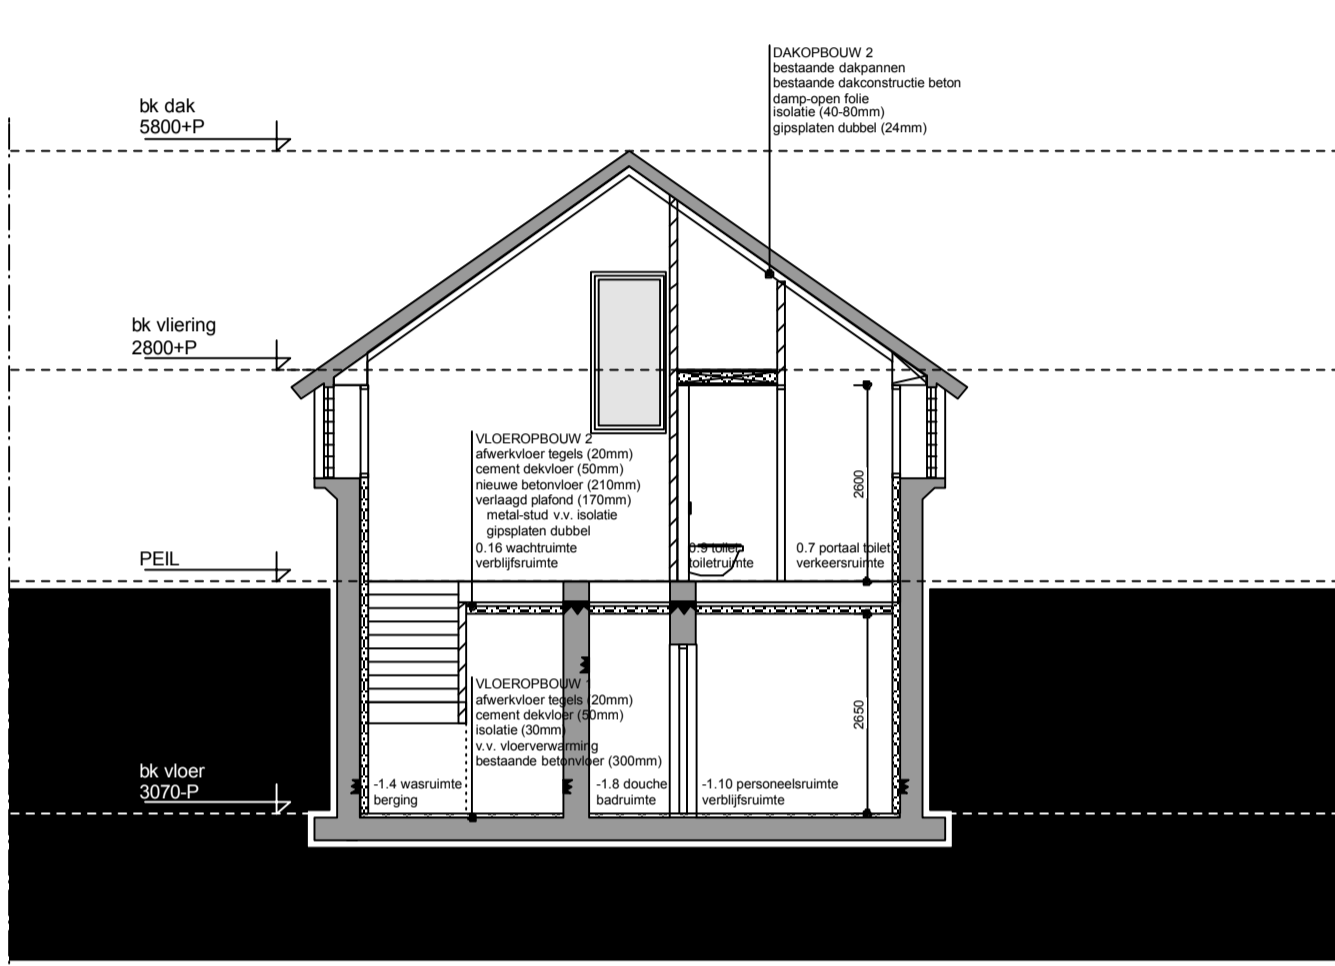 DAKOPBOUW 2
bestaande dakpannen
bestaande dakconstructie beton
damp-open folie
isolatie (40-80mm)
gipsplaten dubbel (24mm)
bk dak
5800+P
bk vliering
2800+P
VLOEROPBOUW 2
afwerkvloer tegels (20mm)
cement dekvloer (50mm)
nieuwe betonvloer (210mm)
verlaagd plafond (170mm)
metal-stud v.v. isolatie
gipsplaten dubbel
0.16 wachtruimte
verblijfsruimte
2600
0.9 toilet
toiletruimte
0.7 portaal toilet
verkeersruimte
PEIL
VLOEROPBOUW 1
afwerkvloer tegels (20mm)
cement dekvloer (50mm)
isolatie (30mm)
v.v. vloerverwarming
bestaande betonvloer (300mm)
2650
bk vloer
3070-P
-1.4 wasruimte
berging
-1.8 douche
badruimte
-1.10 personeelsruimte
verblijfsruimte